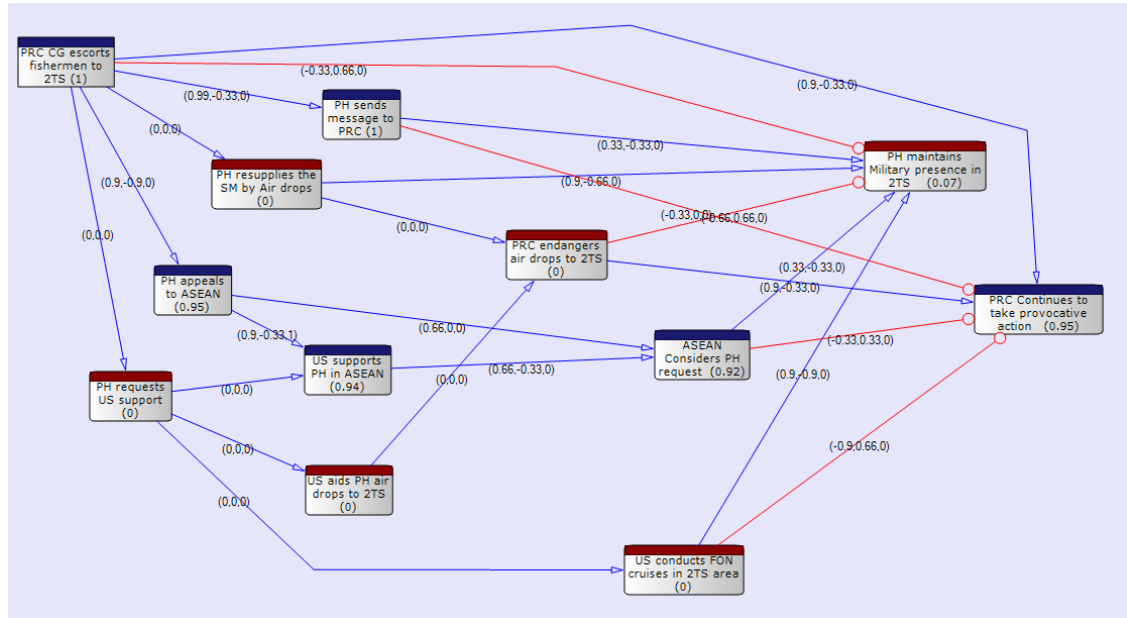 PRC CG escorts
fishermen to
2TS (1)
(-0.33,0.66,0)
(0.9,-0.33,0)
(0.99,-0.33,0)
PH sends
message to
PRC (1)
(0,0,0)
(0.33,-0.33,0)
PH maintains
Military presence in
2TS (0.07)
PH resupplies the
SM by Air drops
(0)
(0.9,-0.66,0)
(0.9,-0.9,0)
(-0.33,0,0)
(-0.66,0.66,0)
(0,0,0)
(0,0,0)
PRC endangers
air drops to 2TS
(0)
PH appeals
to ASEAN
(0.95)
(0.33,-0.33,0)
(0.9,-0.33,0)
PRC Continues to
take provocative
action (0.95)
(0.66,0,0)
(0.9,-0.33,1)
ASEAN
Considers PH
request (0.92)
(-0.33,0.33,0)
US supports
PH in ASEAN
(0.94)
(0.66,-0.33,0)
(0.9,-0.9,0)
(0,0,0)
PH requests
US support
(0)
(0,0,0)
(0,0,0)
(-0.9,0.66,0)
US aids PH air
drops to 2TS
(0)
(0,0,0)
US conducts FON
cruises in 2TS area
(0)